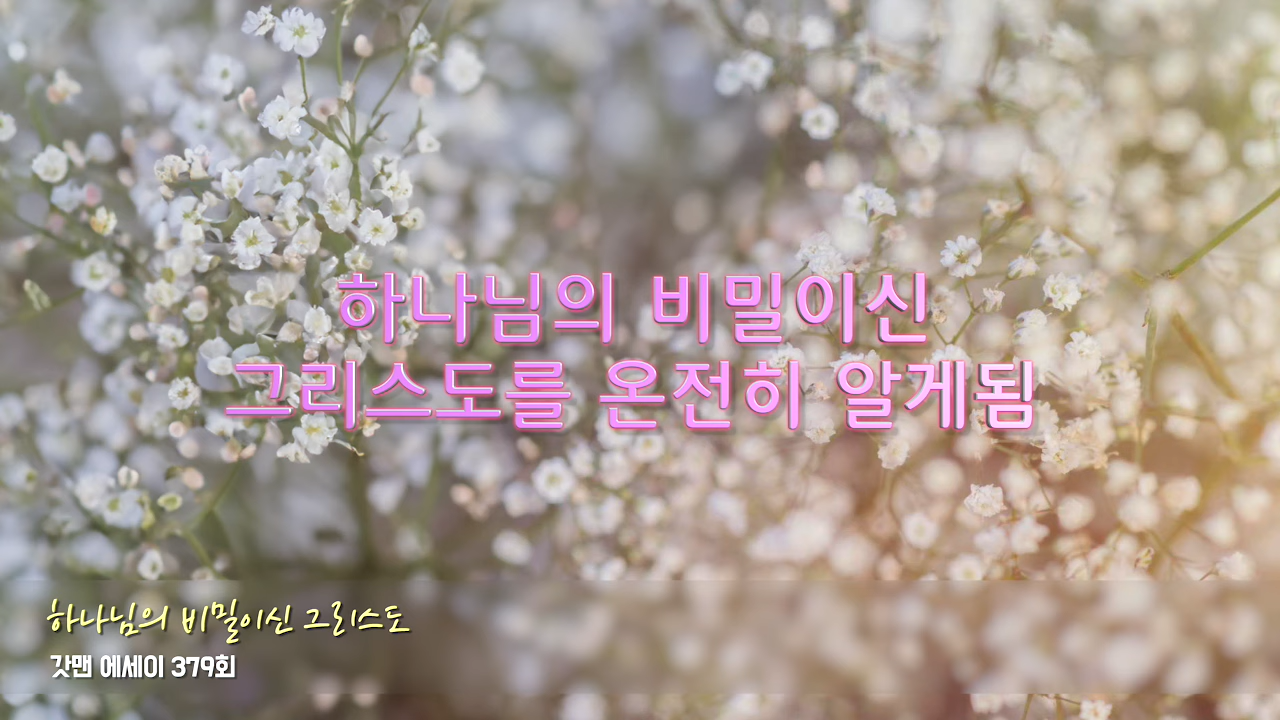 하나님의 비밀이신
그리스도를 온전히 알게됨
하나님의 비밀이신 그리스도
갓맨 에세이 379회